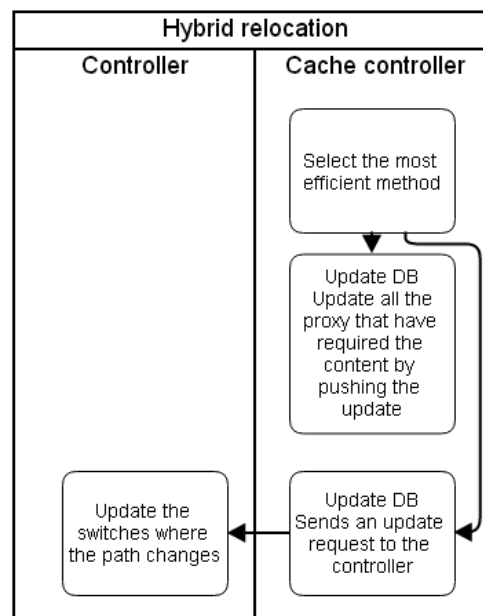 Hybrid relocation
Controller
Cache controller
Select the most
efficient method
Update DB
Update all the
proxy that have
required the
content by
pushing the
update
Update the
switches where
the path changes
Update DB
Sends an update
request to the
controller